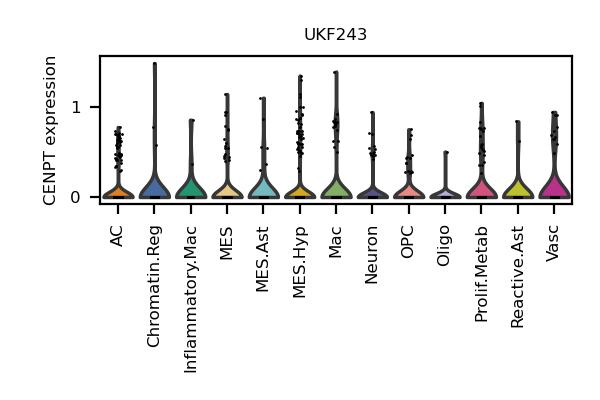 UKF243
CENPT expression
1
0
AC
Chromatin.Reg
Inflammatory.Mac
MES
MES.Ast
MES.Hyp
Mac
Neuron
OPC
Oligo
Prolif.Metab
Reactive.Ast
Vasc